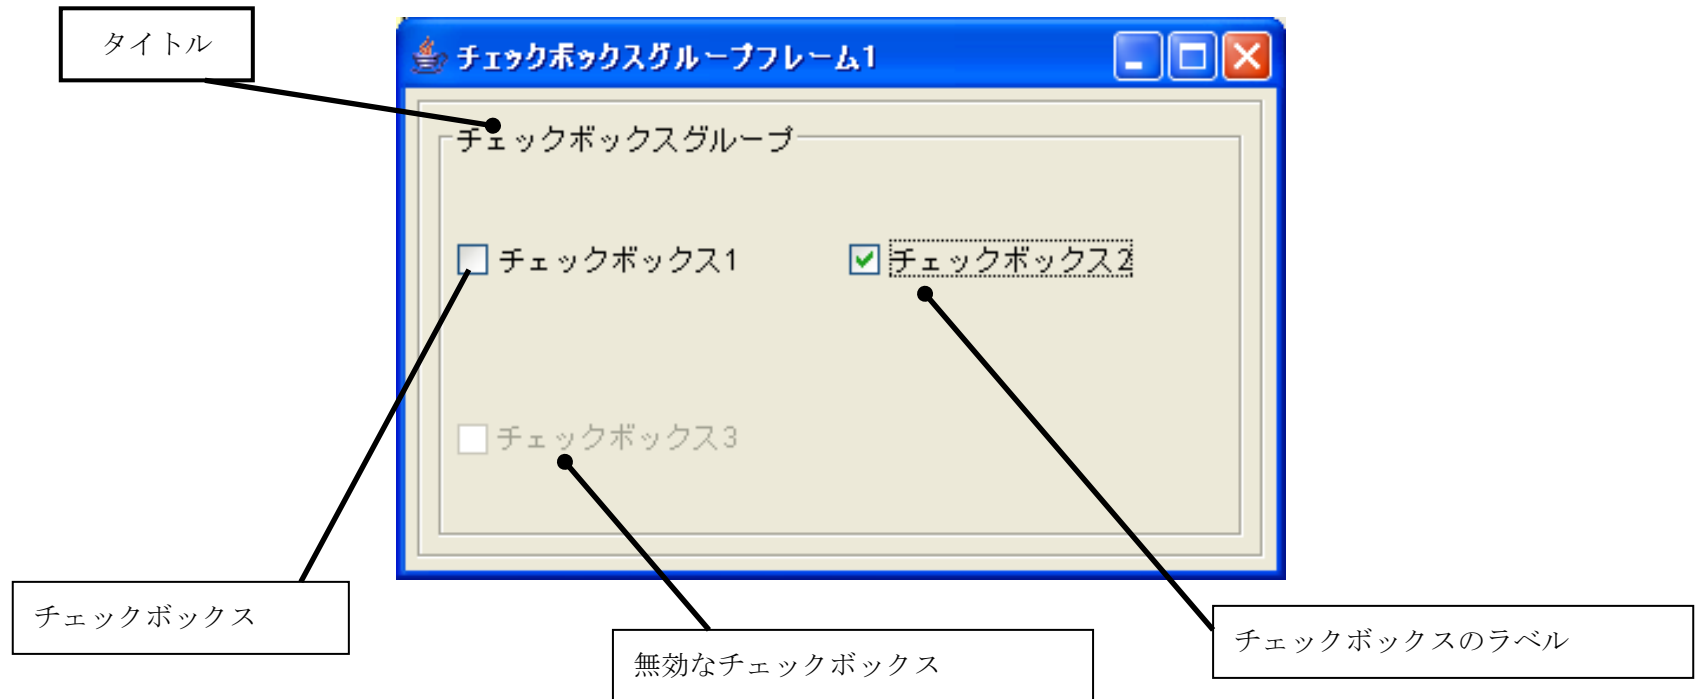 タイトル
チェックボックスグループフレーム1
チェックボックスグループ
チェックボックス1
チェックボックス2
チェックボックス3
チェックボックス
無効なチェックボックス
チェックボックスのラベル